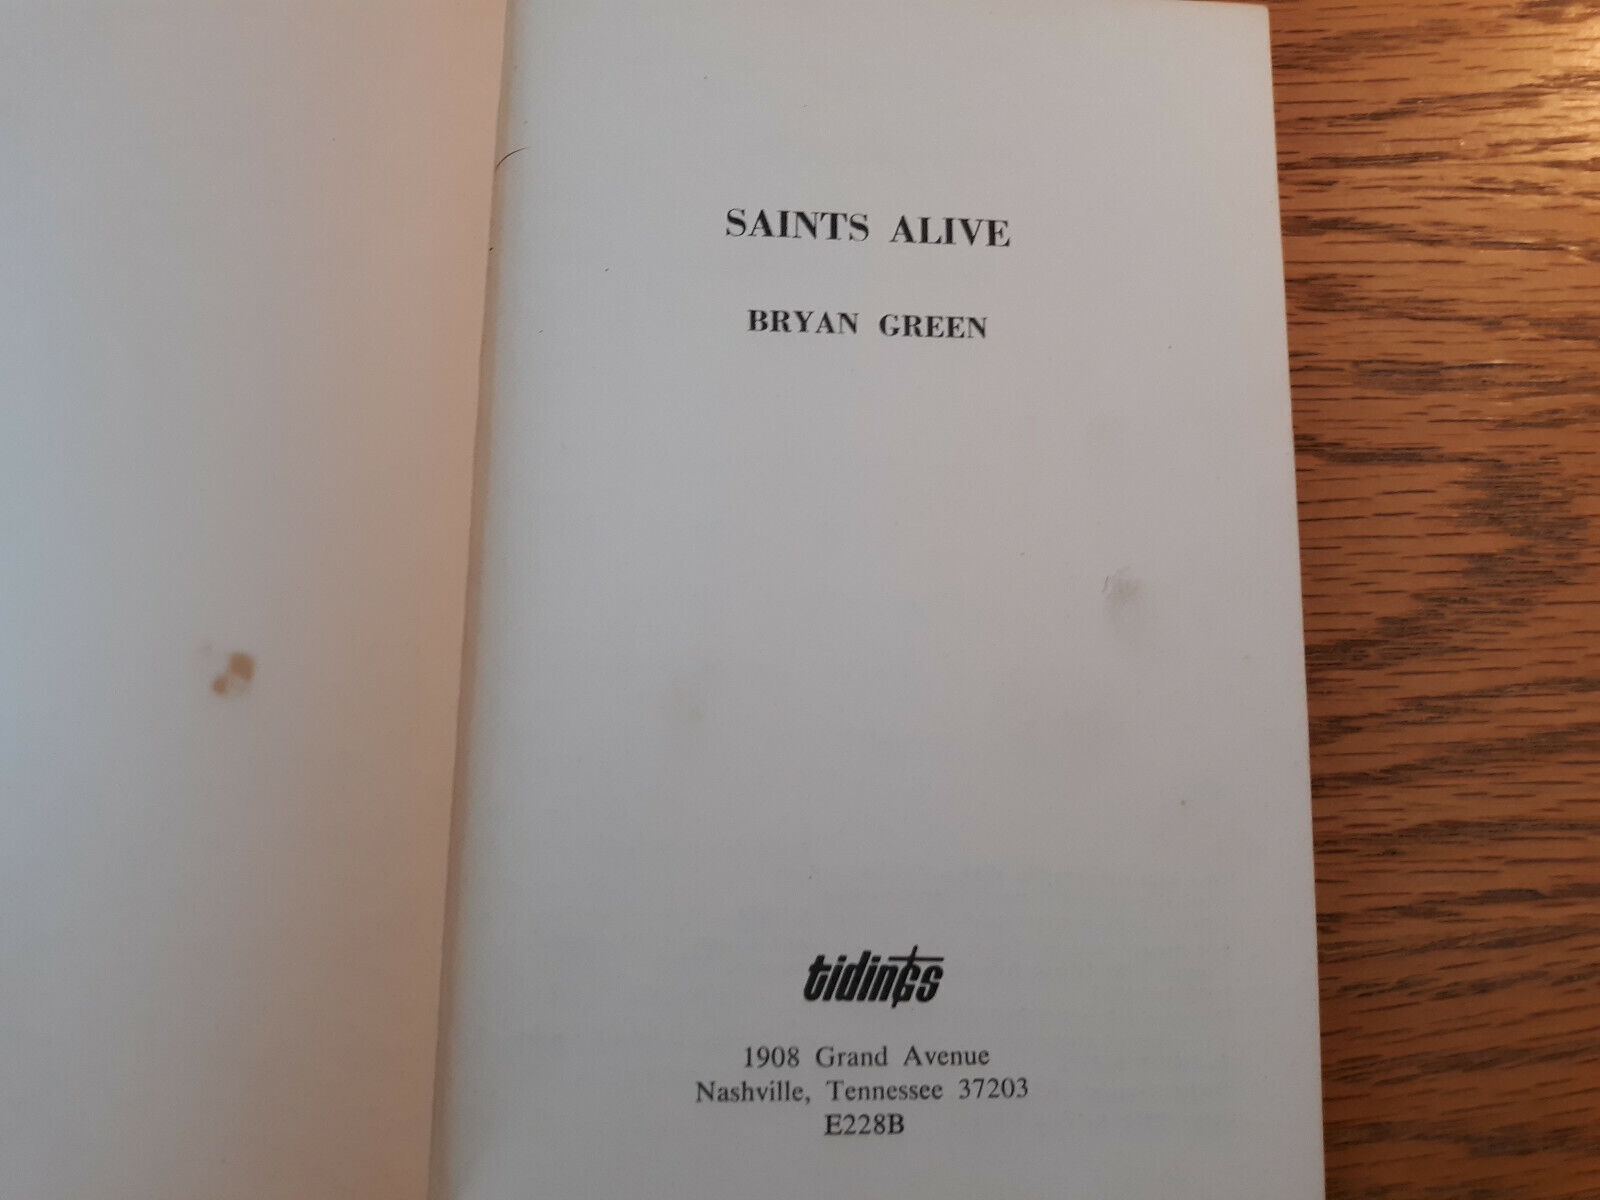 SAINTS ALIVE
BRYAN GREEN
tidings
1908 Grand Avenue
Nashville, Tennessee 37203
E228B